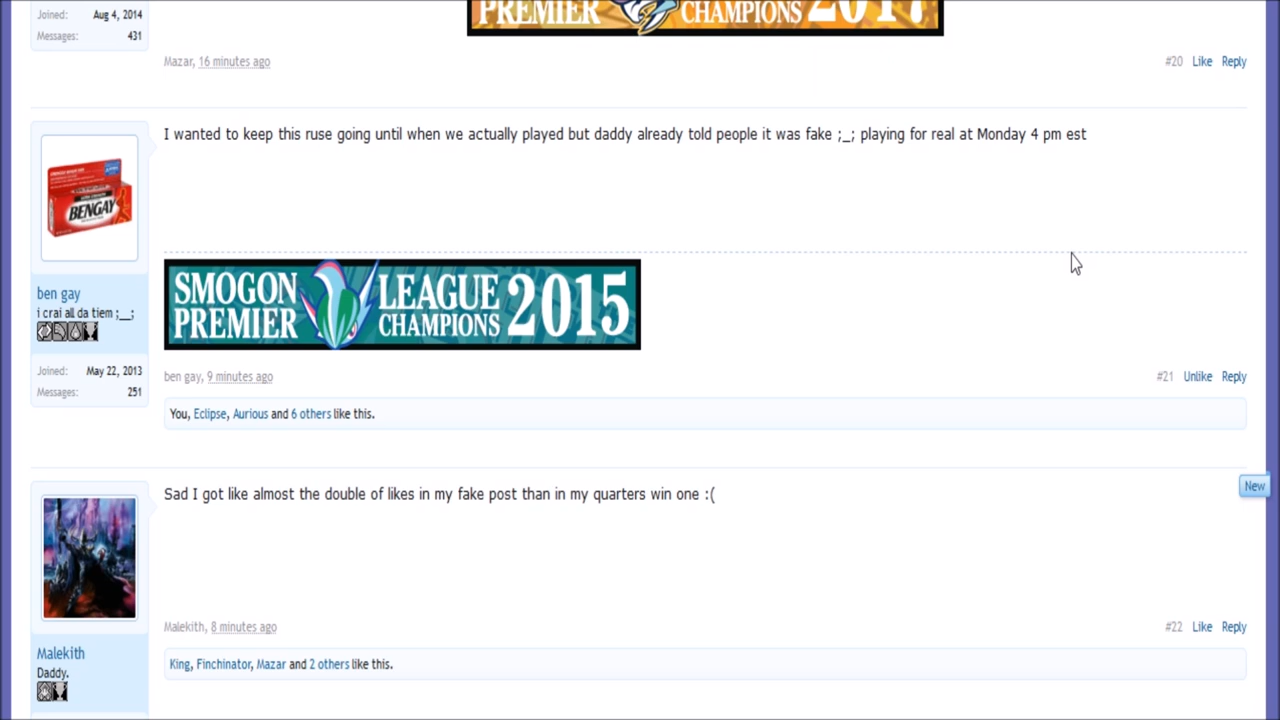 Joined: Aug 4, 2014
PREMIER CHAMPIONS 2017
Messages: 431
Mazar, 16 minutes ago #20 Like Reply
I wanted to keep this ruse going until when we actually played but daddy already told people it was fake ;_; playing for real at Monday 4 pm est
BENGAY
SMOGON PREMIER LEAGUE CHAMPIONS 2015
ben gay
i crai all da tiem ;__;
Joined: May 22, 2013
Messages: 251
ben gay, 9 minutes ago #21 Unlike Reply
You, Eclipse, Aurious and 6 others like this.
New
Sad I got like almost the double of likes in my fake post than in my quarters win one :(
Malekith, 8 minutes ago #22 Like Reply
Malekith
Daddy.
King, Finchinator, Mazar and 2 others like this.